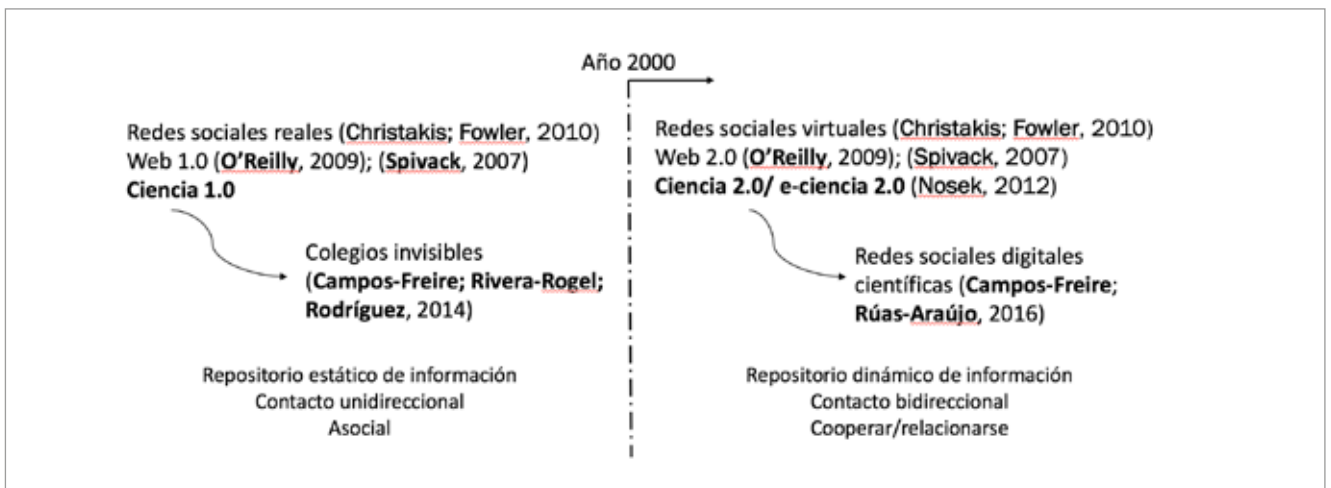 Año 2000
Redes sociales reales (Christakis; Fowler, 2010)
Web 1.0 (O’Reilly, 2009); (Spivack, 2007)
Ciencia 1.0
Colegios invisibles
(Campos-Freire; Rivera-Rogel;
Rodríguez, 2014)
Repositorio estático de información
Contacto unidireccional
Asocial
Redes sociales virtuales (Christakis; Fowler, 2010)
Web 2.0 (O’Reilly, 2009); (Spivack, 2007)
Ciencia 2.0/ e-ciencia 2.0 (Nosek, 2012)
Redes sociales digitales
científicas (Campos-Freire;
Rúas-Araújo, 2016)
Repositorio dinámico de información
Contacto bidireccional
Cooperar/relacionarse